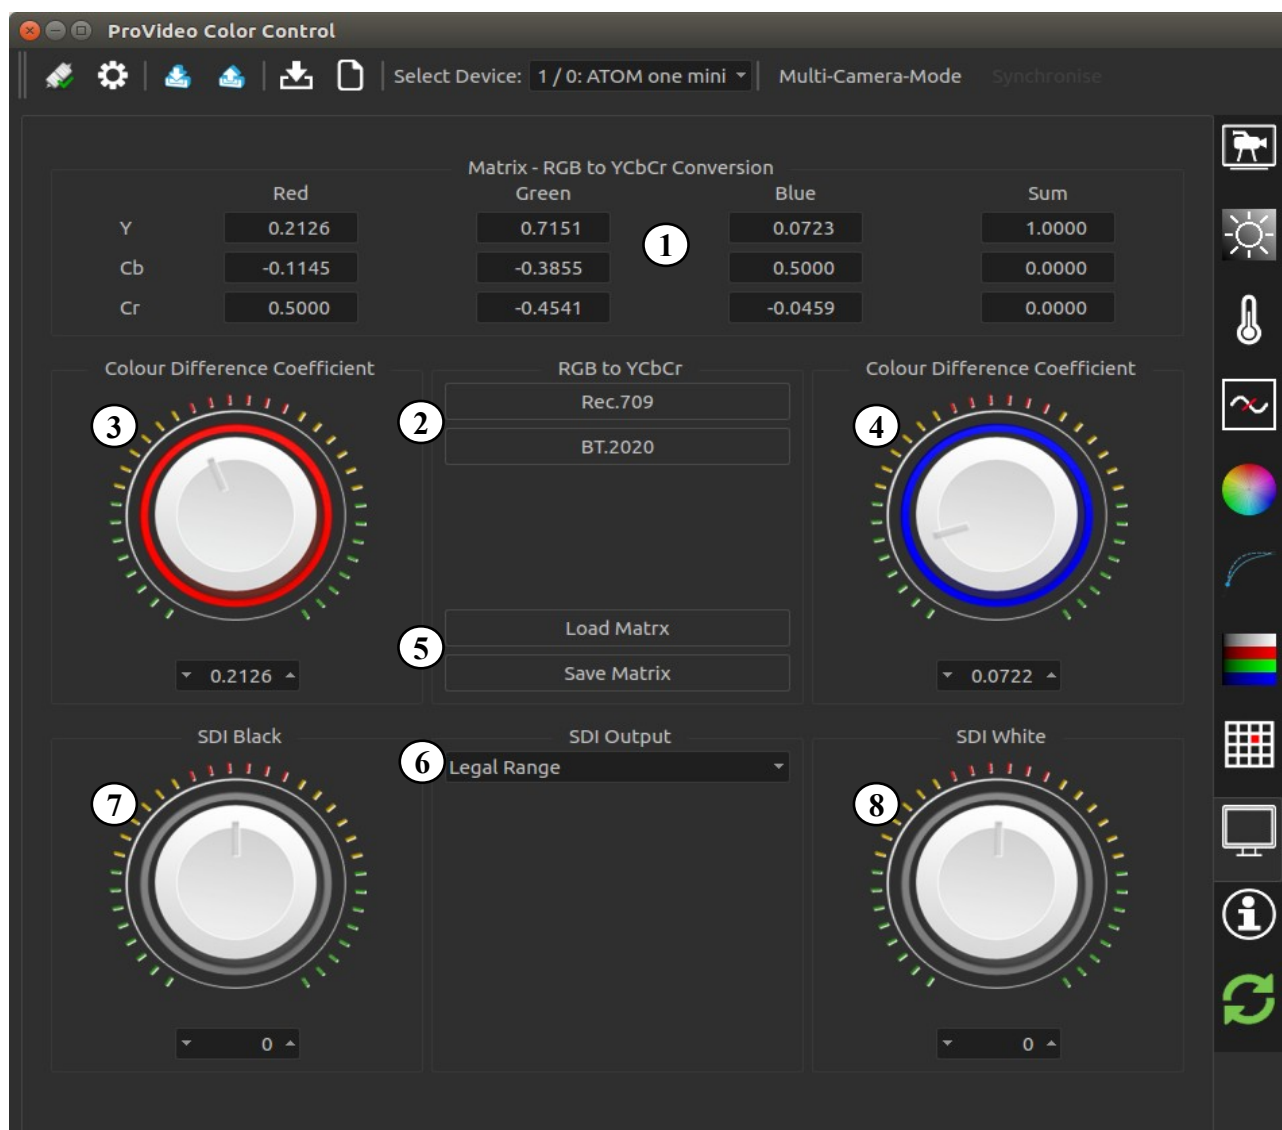 ProVideo Color Control
Select Device: 1 / 0: ATOM one mini Multi-Camera-Mode Synchronise
Matrix - RGB to YCbCr Conversion
Red Green Blue Sum
Y 0.2126 0.7151 0.0723 1.0000
1
Cb -0.1145 -0.3855 0.5000 0.0000
Cr 0.5000 -0.4541 -0.0459 0.0000
Colour Difference Coefficient
3
0.2126
RGB to YCbCr
2
Rec.709
BT.2020
5
Load Matrx
Save Matrix
Colour Difference Coefficient
4
0.0722
SDI Black
7
0
SDI Output
6 Legal Range
SDI White
8
0